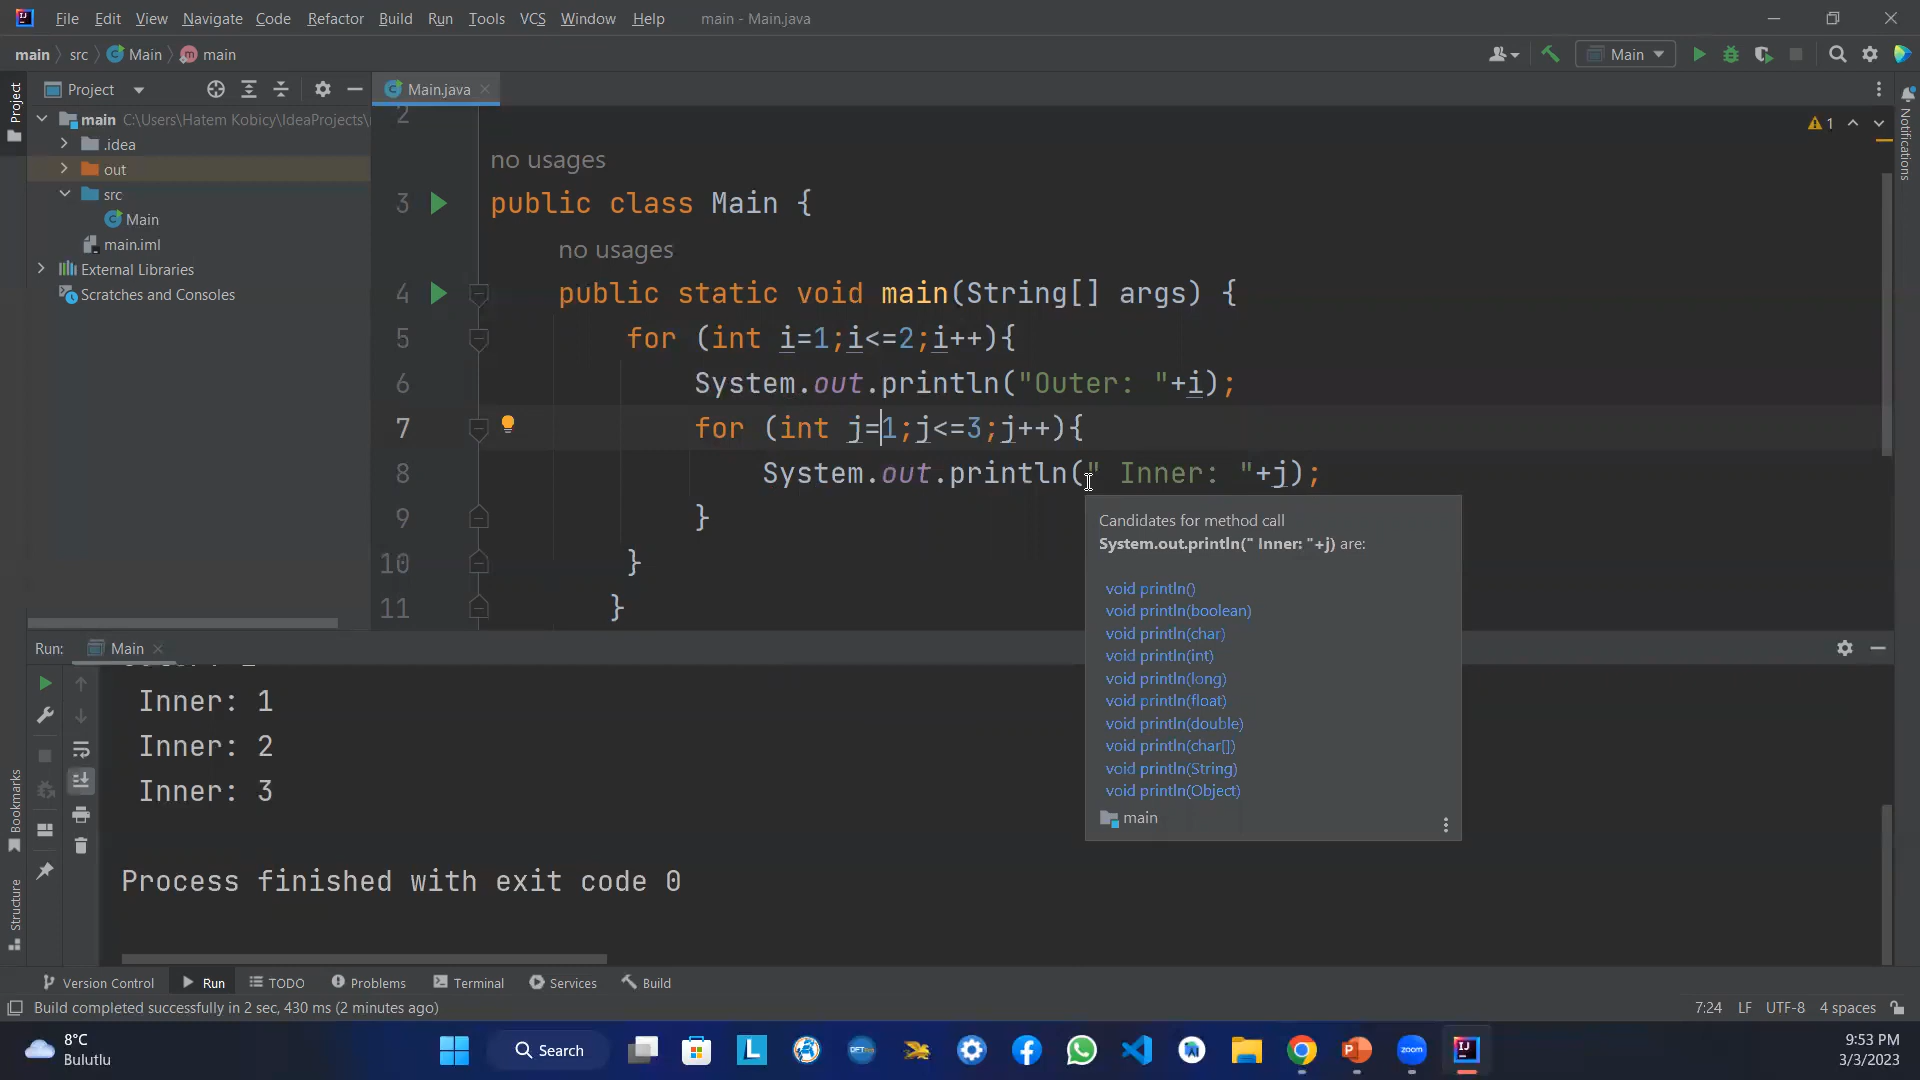 File Edit View Navigate Code Refactor Build Run Tools VCS Window Help main - Main.java
main src Main main
Main
Project
Main.java
Project
main C:\Users\Hatem Kobicy\IdeaProjects\
.idea
out
src
Main
main.iml
External Libraries
Scratches and Consoles
Notifications
1
2
no usages
3 public class Main {
no usages
4 public static void main(String[] args) {
5 for (int i=1;i<=2;i++){
6 System.out.println("Outer: "+i);
7 for (int j=1;j<=3;j++){
8 System.out.println(" Inner: "+j);
9 }
10 }
11 }
Candidates for method call
System.out.println(" Inner: "+j) are:
void println()
void println(boolean)
void println(char)
void println(int)
void println(long)
void println(float)
void println(double)
void println(char[])
void println(String)
void println(Object)
main
Run: Main
Inner: 1
Inner: 2
Inner: 3
Process finished with exit code 0
Bookmarks
Structure
Version Control Run TODO Problems Terminal Services Build
Build completed successfully in 2 sec, 430 ms (2 minutes ago)
7:24 LF UTF-8 4 spaces
8°C
Bulutlu
Search
zoom
9:53 PM
3/3/2023